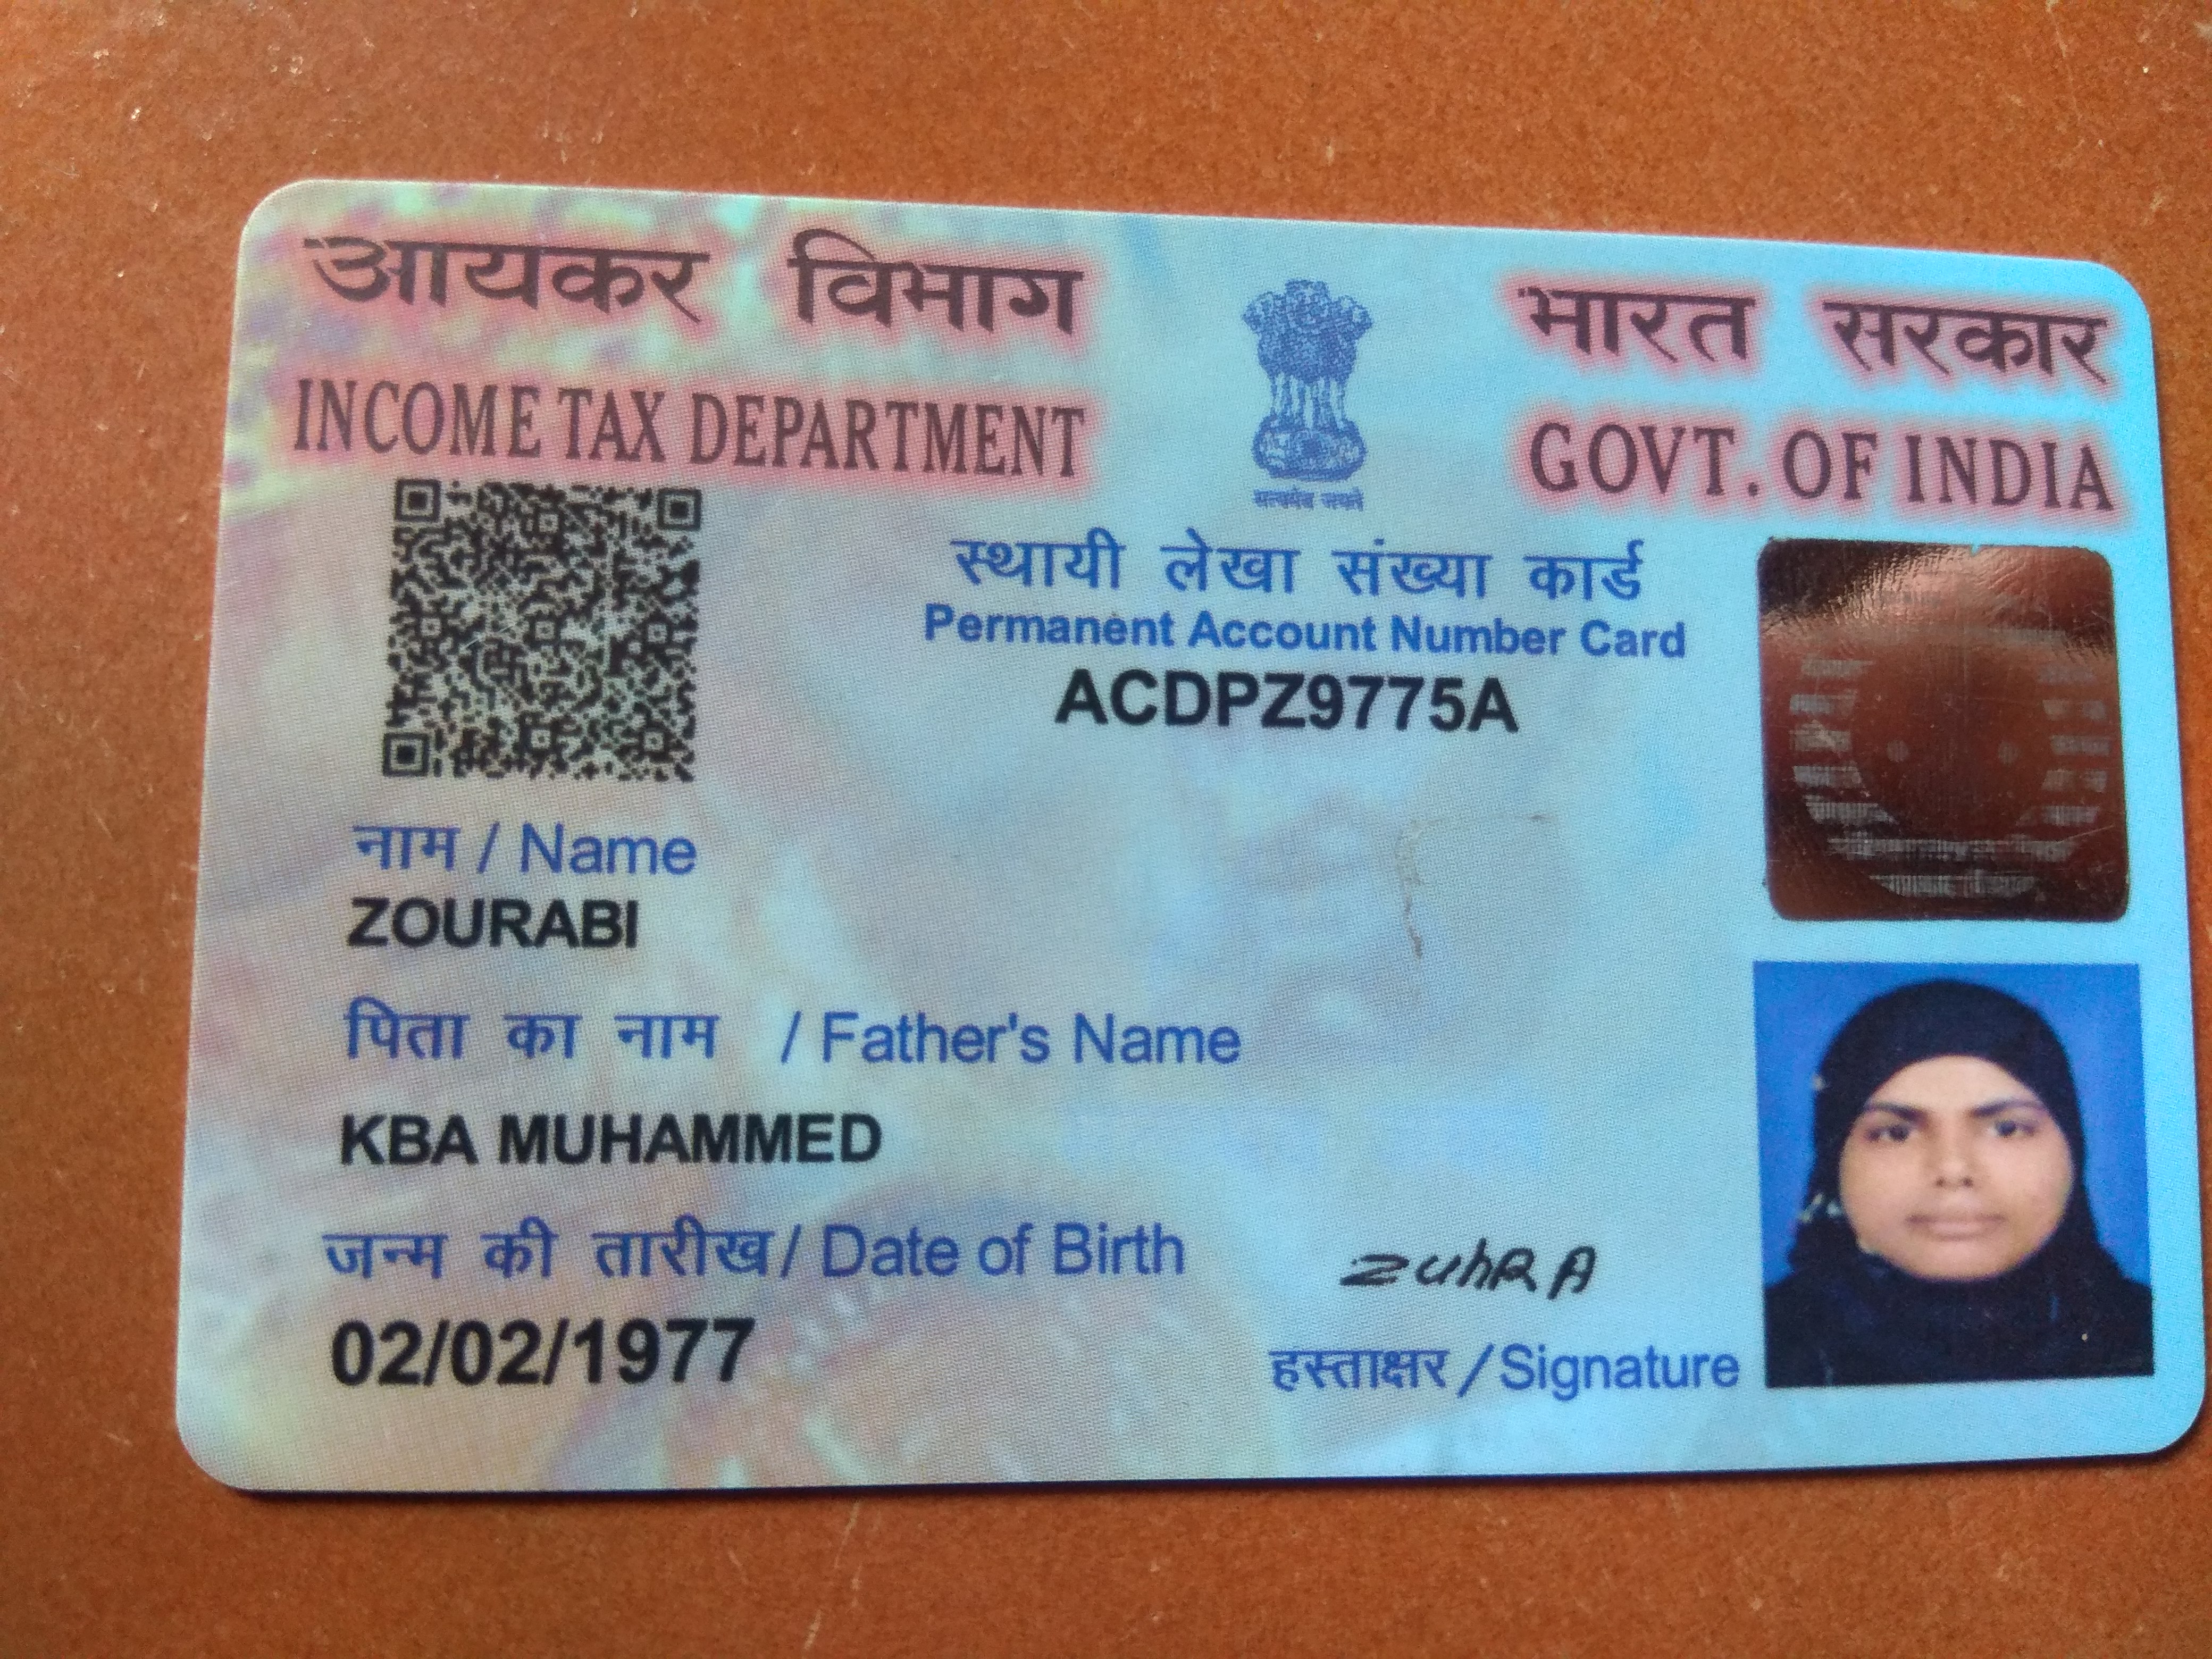 आयकर विभाग
INCOME TAX DEPARTMENT
सत्यमेव जयते
भारत सरकार
GOVT. OF INDIA
स्थायी लेखा संख्या कार्ड
Permanent Account Number Card
ACDPZ9775A
नाम / Name
ZOURABI
पिता का नाम / Father's Name
KBA MUHAMMED
जन्म की तारीख / Date of Birth
02/02/1977
zuhRA
हस्ताक्षर / Signature